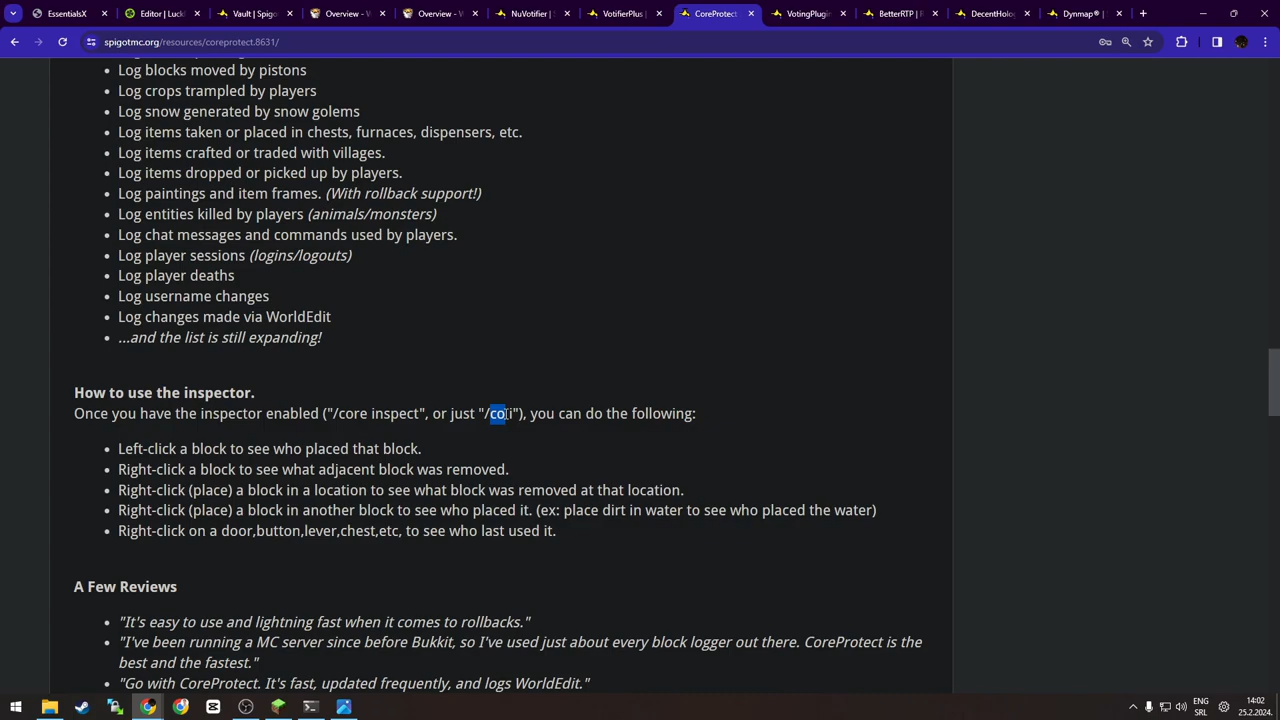 EssentialsX
Editor | Luck
Vault | Spigo
Overview -
Overview -
NuVotifier | S
VotifierPlus |
CoreProtect
VotingPlugin
BetterRTP | F
DecentHolog
Dynmap® | S
spigotmc.org/resources/coreprotect.8631/
Log blocks moved by pistons
Log crops trampled by players
Log snow generated by snow golems
Log items taken or placed in chests, furnaces, dispensers, etc.
Log items crafted or traded with villages.
Log items dropped or picked up by players.
Log paintings and item frames. (With rollback support!)
Log entities killed by players (animals/monsters)
Log chat messages and commands used by players.
Log player sessions (logins/logouts)
Log player deaths
Log username changes
Log changes made via WorldEdit
...and the list is still expanding!
How to use the inspector.
Once you have the inspector enabled ("/core inspect", or just "/co i"), you can do the following:
Left-click a block to see who placed that block.
Right-click a block to see what adjacent block was removed.
Right-click (place) a block in a location to see what block was removed at that location.
Right-click (place) a block in another block to see who placed it. (ex: place dirt in water to see who placed the water)
Right-click on a door,button,lever,chest,etc, to see who last used it.
A Few Reviews
"It's easy to use and lightning fast when it comes to rollbacks."
"I've been running a MC server since before Bukkit, so I've used just about every block logger out there. CoreProtect is the
best and the fastest."
"Go with CoreProtect. It's fast, updated frequently, and logs WorldEdit."
ENG
SRL
14:02
25.2.2024.